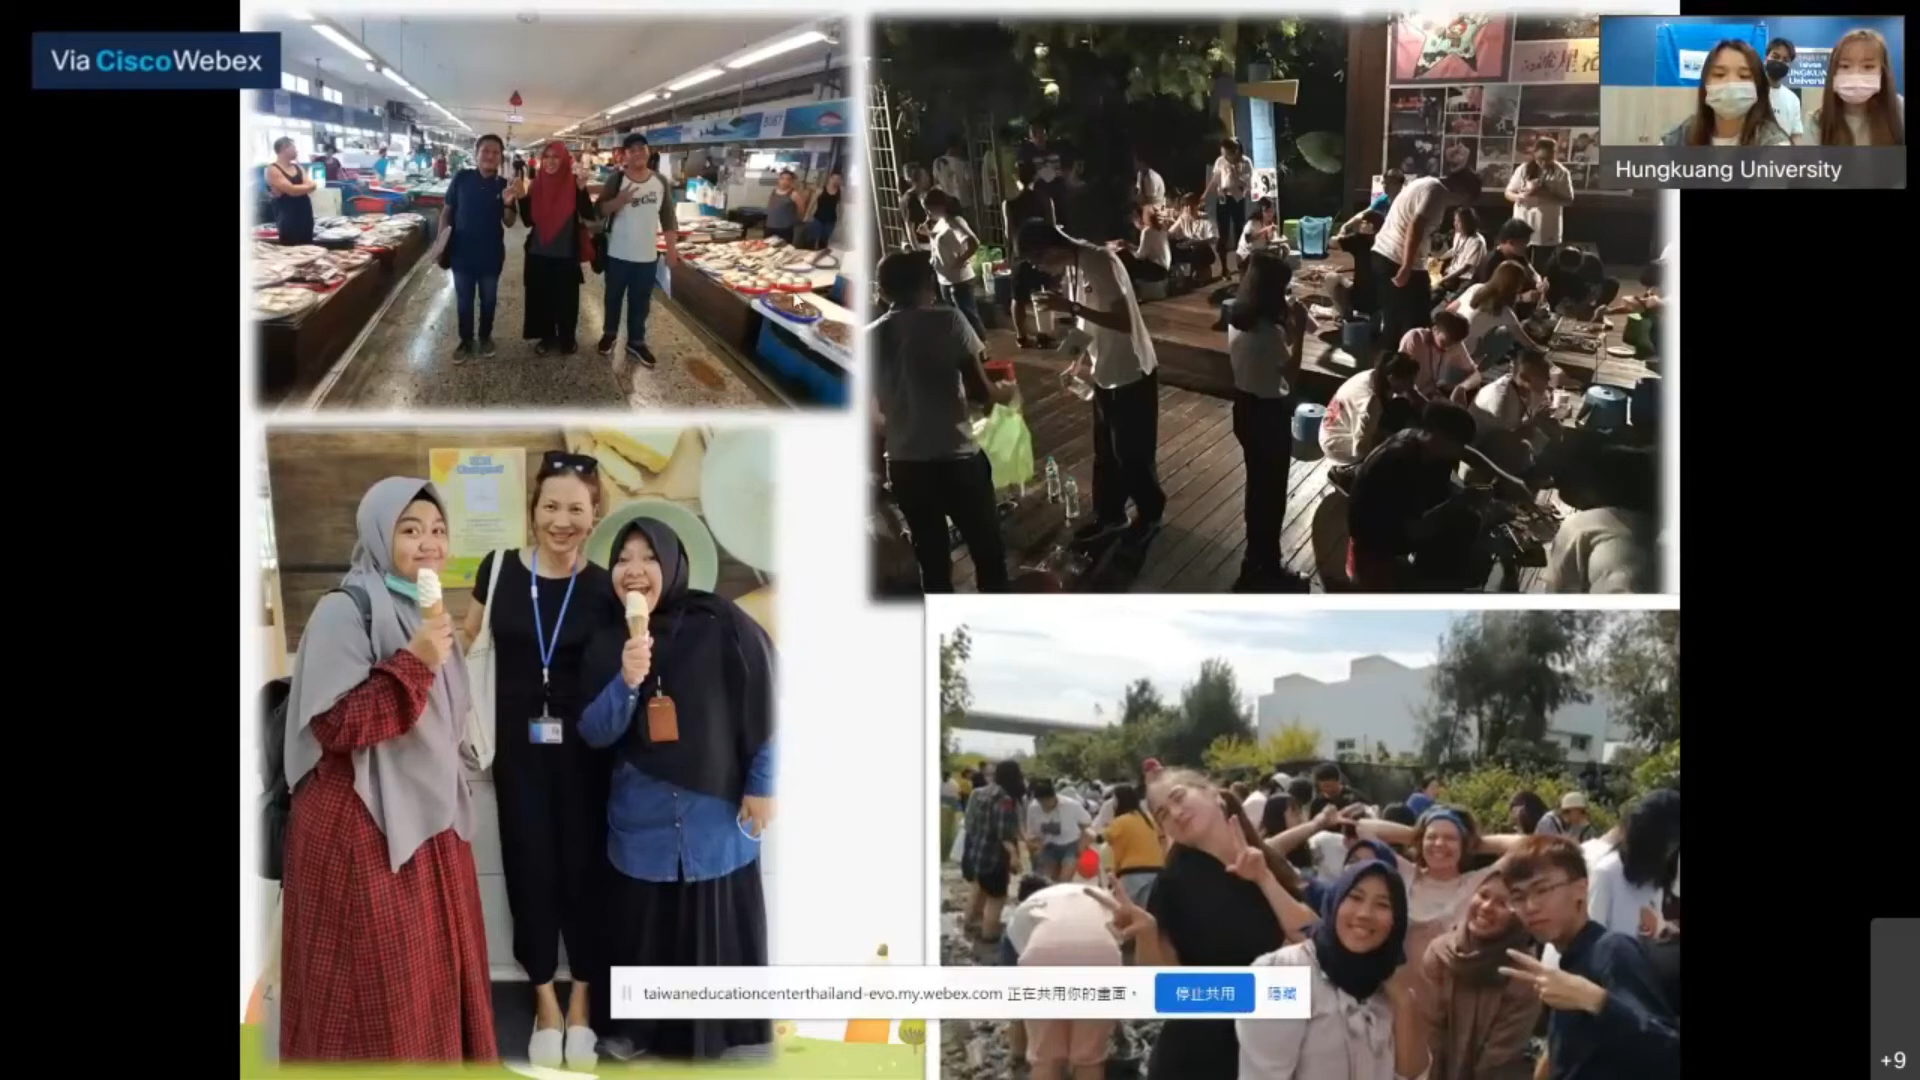 Via CiscoWebex
Hungkuang University
taiwaneducationcenterthailand-evo.my.webex.com 正在共用你的畫面。
停止共用
隱藏
+9